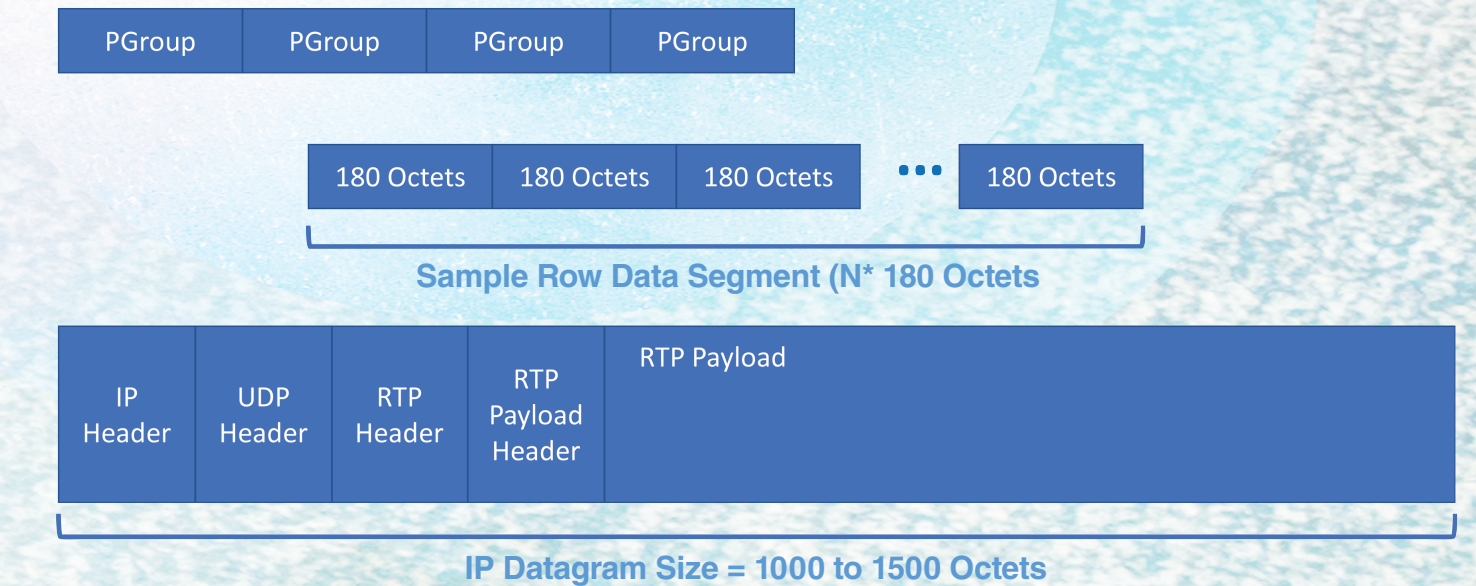 PGroup PGroup PGroup PGroup
180 Octets 180 Octets 180 Octets ... 180 Octets
Sample Row Data Segment (N* 180 Octets
RTP Payload
IP
Header
UDP
Header
RTP
Header
RTP
Payload
Header
IP Datagram Size = 1000 to 1500 Octets